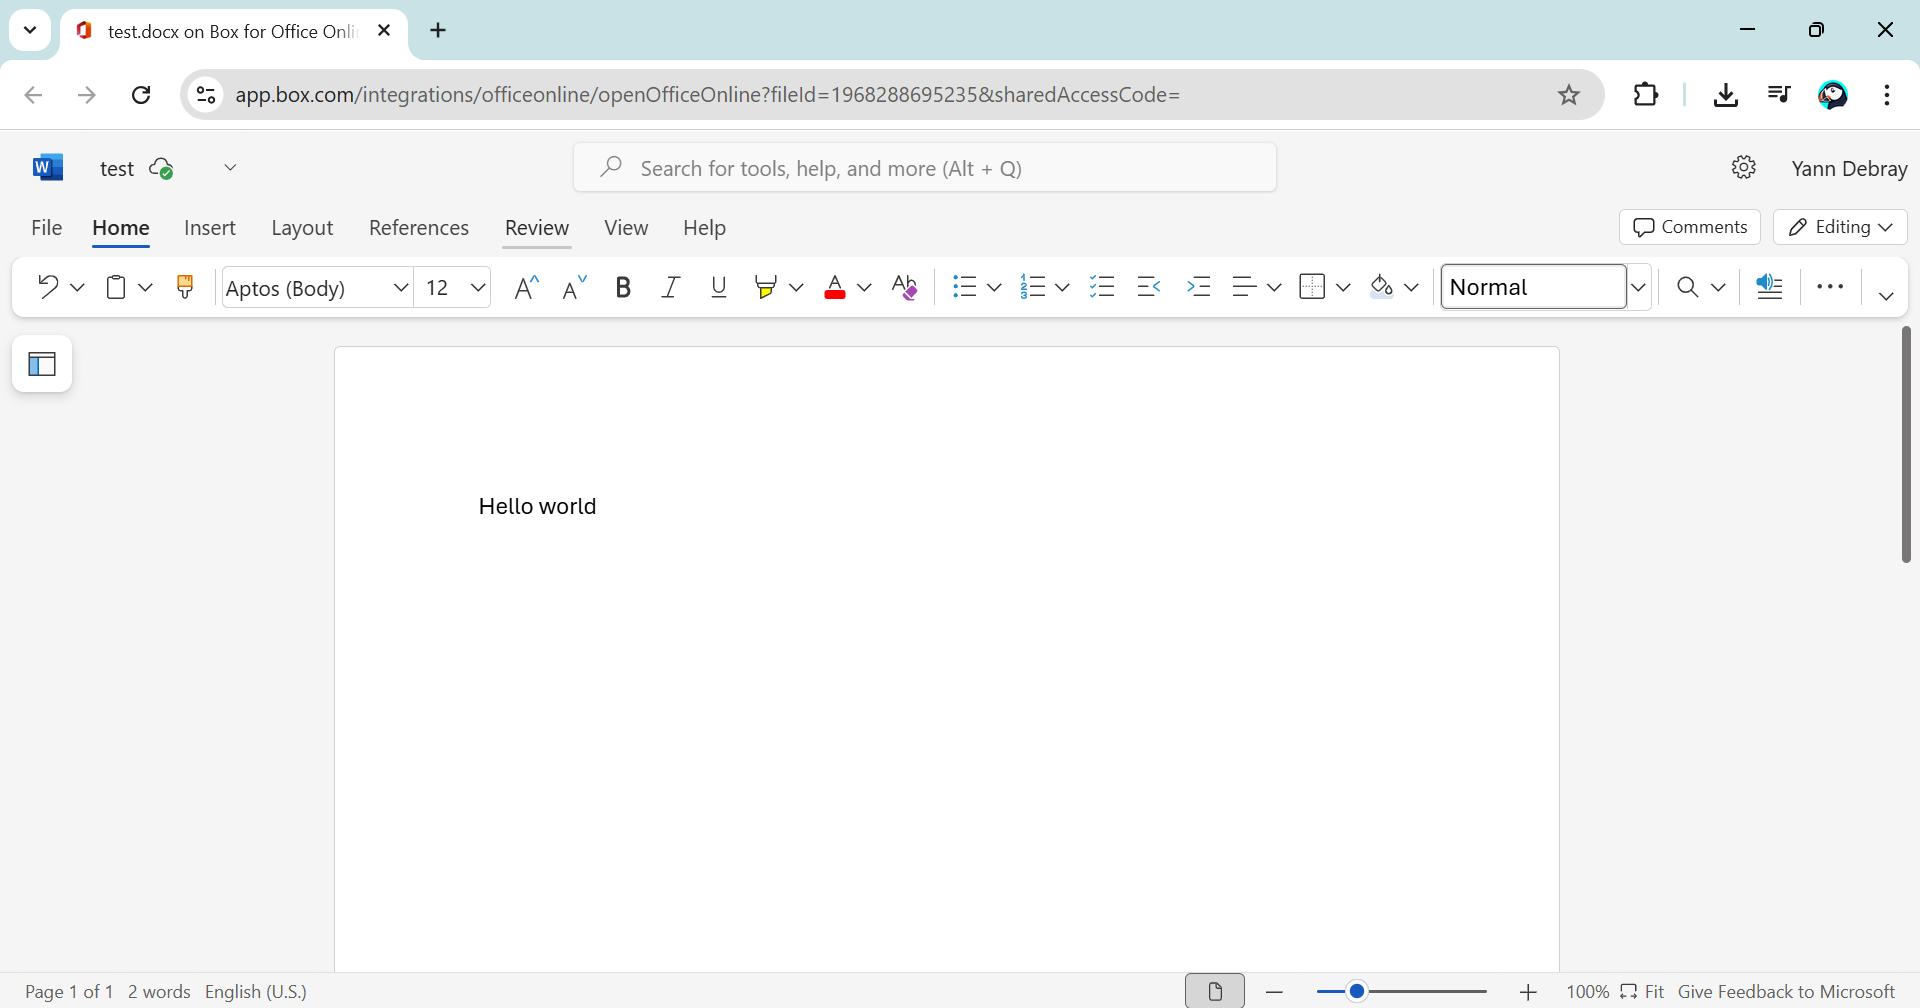 test.docx on Box for Office Onli
app.box.com/integrations/officeonline/openOfficeOnline?fileId=1968288695235&sharedAccessCode=
W
test
Search for tools, help, and more (Alt + Q)
Yann Debray
File Home Insert Layout References Review View Help
Comments
Editing
Aptos (Body)
12
Normal
Hello world
Page 1 of 1 2 words English (U.S.)
100% Fit Give Feedback to Microsoft